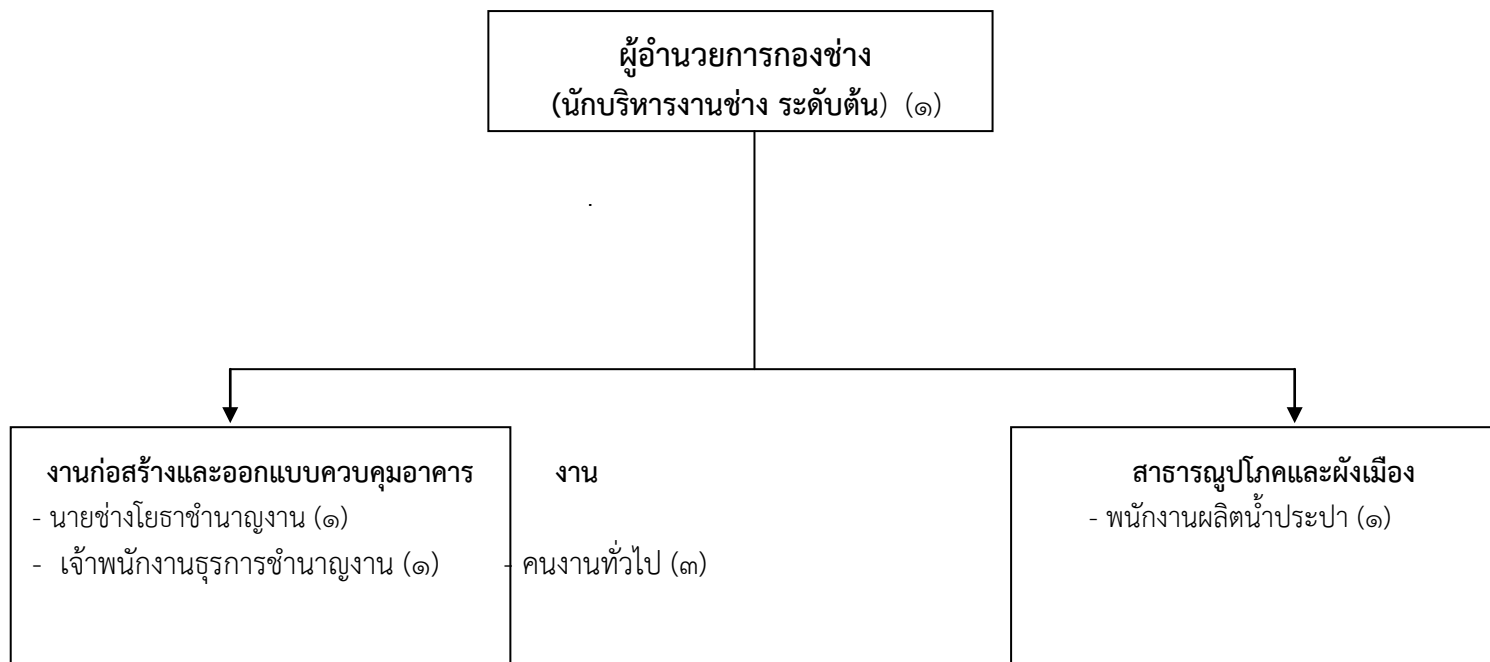 ผู้อำนวยการกองช่าง
(นักบริหารงานช่าง ระดับต้น) (๑)
งานก่อสร้างและออกแบบควบคุมอาคาร งาน สาธารณูปโภคและผังเมือง
- นายช่างโยธาชำนาญงาน (๑) - พนักงานผลิตน้ำประปา (๑)
- เจ้าพนักงานธุรการชำนาญงาน (๑) - คนงานทั่วไป (๓)